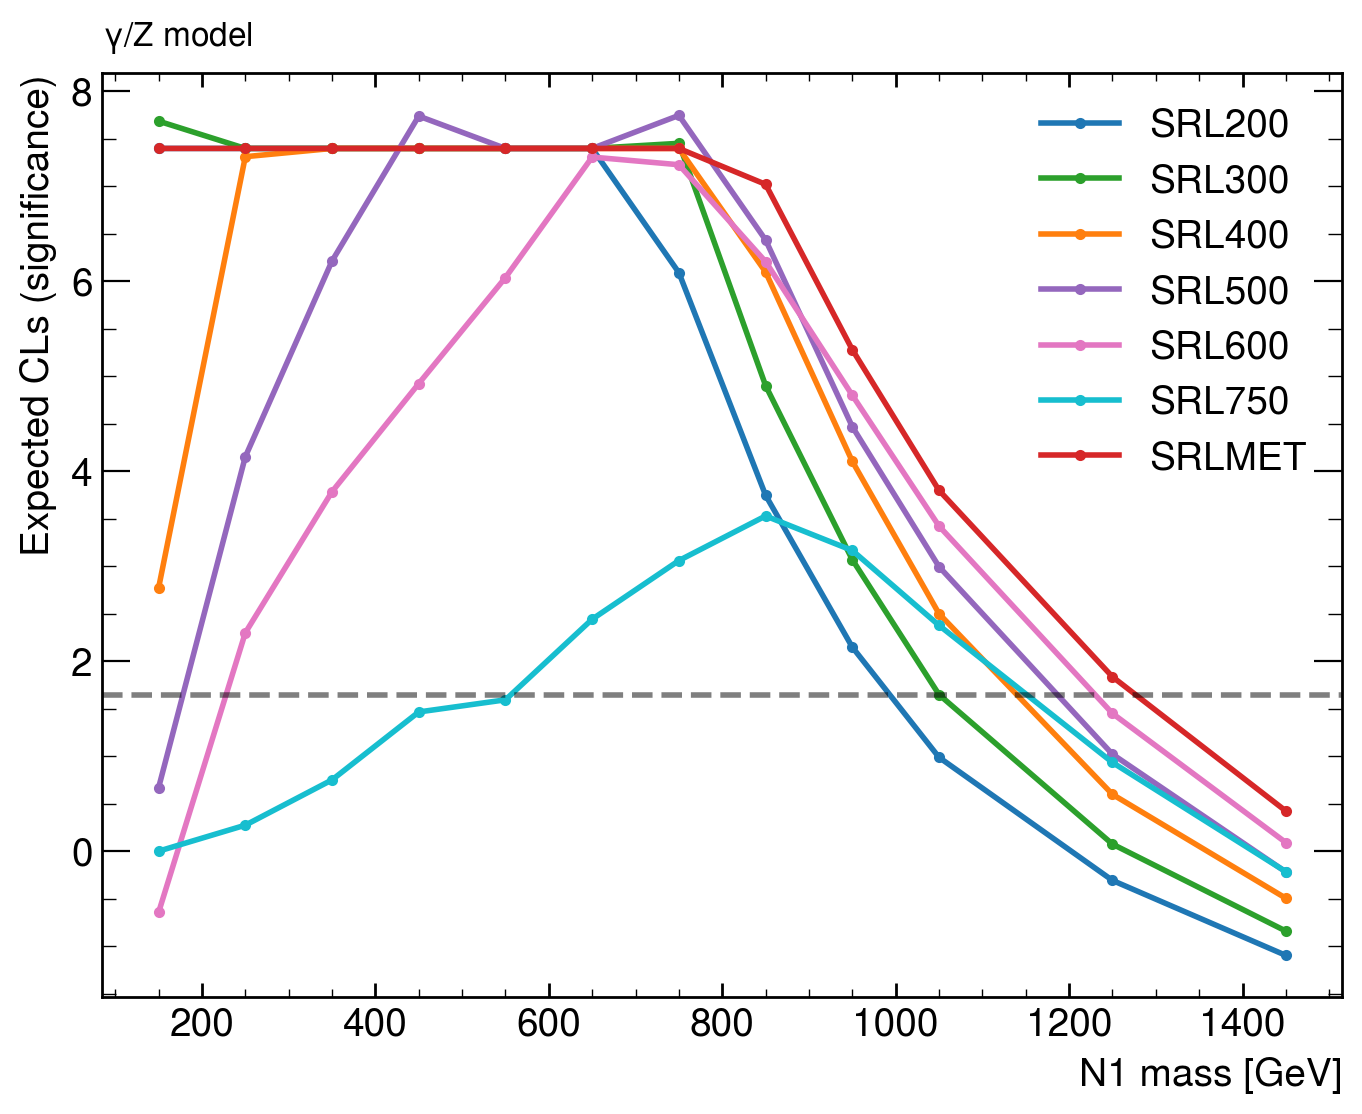 γ/Z model
Expected CLs (significance)
8
6
4
2
0
SRL200
SRL300
SRL400
SRL500
SRL600
SRL750
SRLMET
200 400 600 800 1000 1200 1400
N1 mass [GeV]